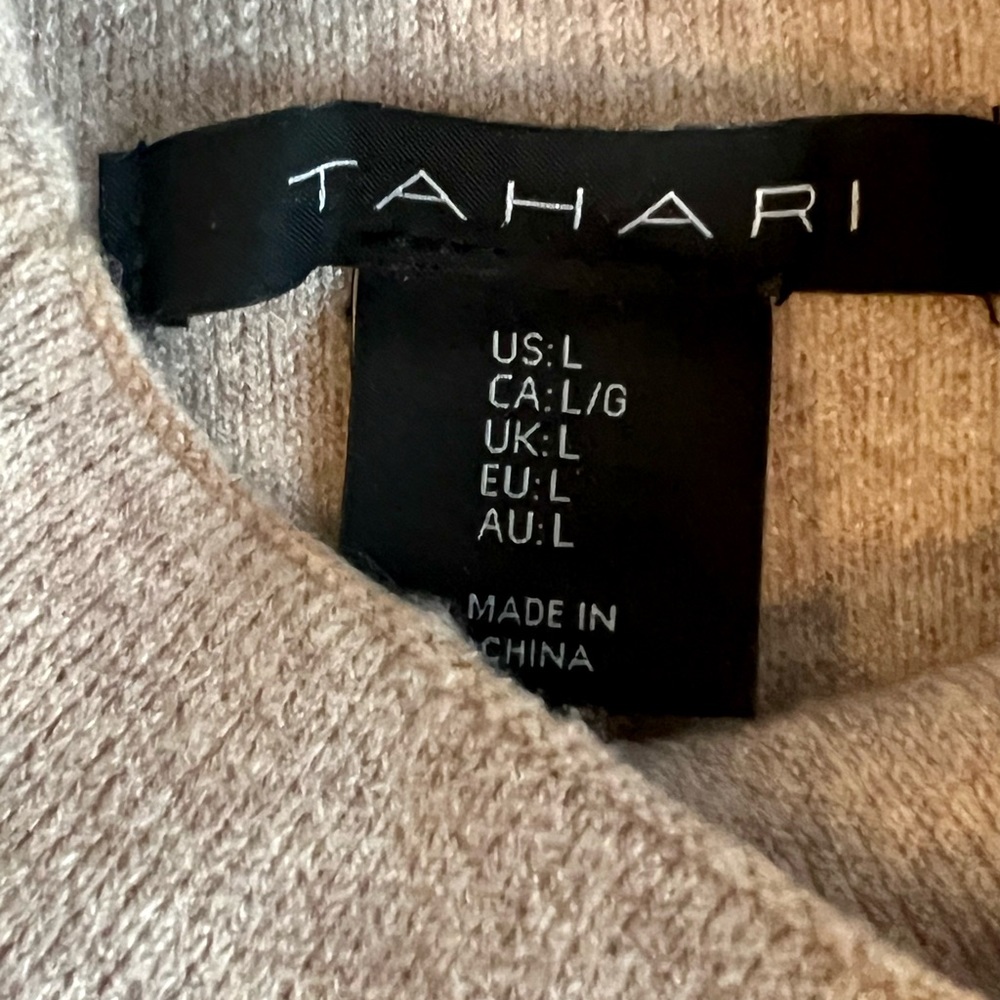 TAHARI
US: L
CA: L/G
UK: L
EU: L
AU: L
MADE IN
CHINA